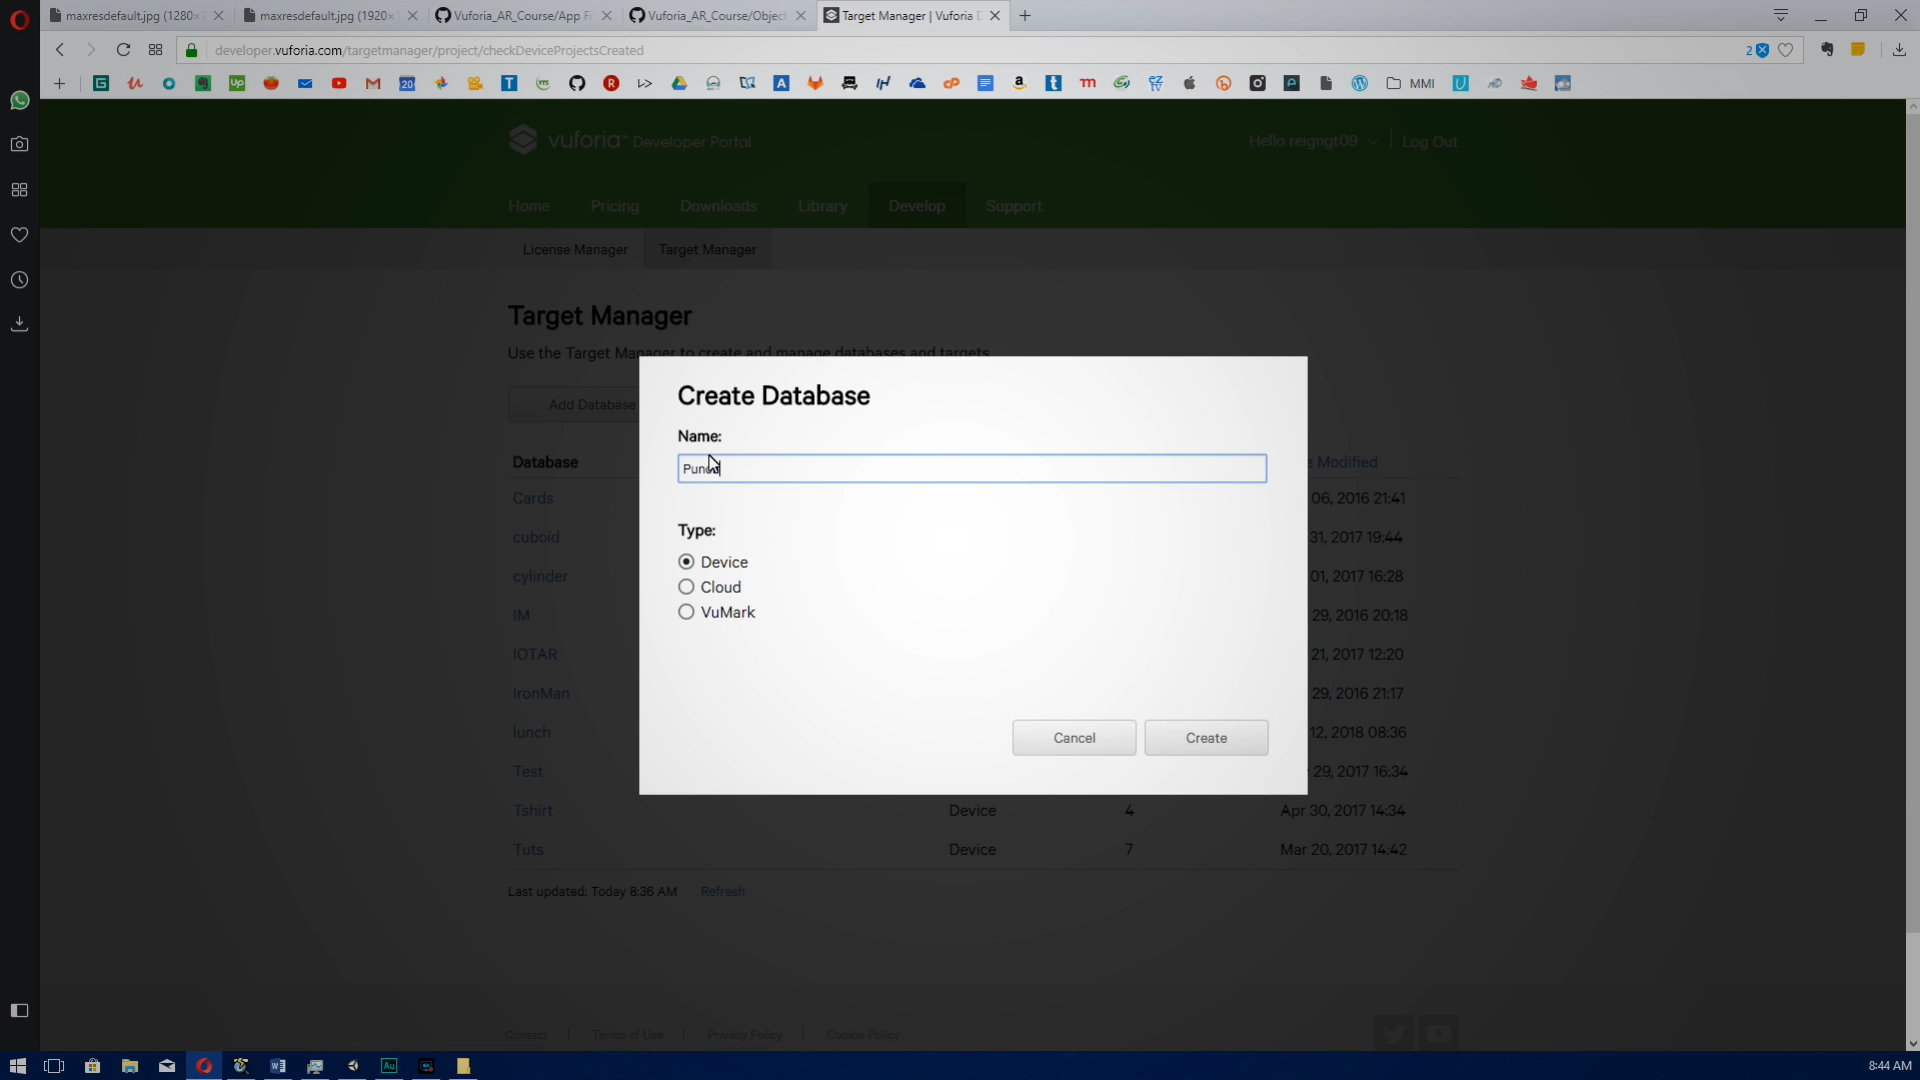 maxresdefault.jpg (1280×
maxresdefault.jpg (1920×
Vuforia_AR_Course/App Fi
Vuforia_AR_Course/Object
Target Manager | Vuforia D
developer.vuforia.com/targetmanager/project/checkDeviceProjectsCreated
2
MMI
vuforia™ Developer Portal
Hello reigngt09
Log Out
Home
Pricing
Downloads
Library
Develop
Support
License Manager
Target Manager
Target Manager
Use the Target Manager to create and manage databases and targets
Add Database
Create Database
Name:
Type:
Device
Cloud
VuMark
Cancel
Create
Database
Modified
Cards
06, 2016 21:41
cuboid
31, 2017 19:44
cylinder
01, 2017 16:28
IM
29, 2016 20:18
IOTAR
21, 2017 12:20
IronMan
29, 2016 21:17
lunch
12, 2018 08:36
Test
29, 2017 16:34
Tshirt Device 4 Apr 30, 2017 14:34
Tuts Device 7 Mar 20, 2017 14:42
Last updated: Today 8:36 AM Refresh
Contact
Terms of Use
Privacy Policy
Cookie Policy
8:44 AM